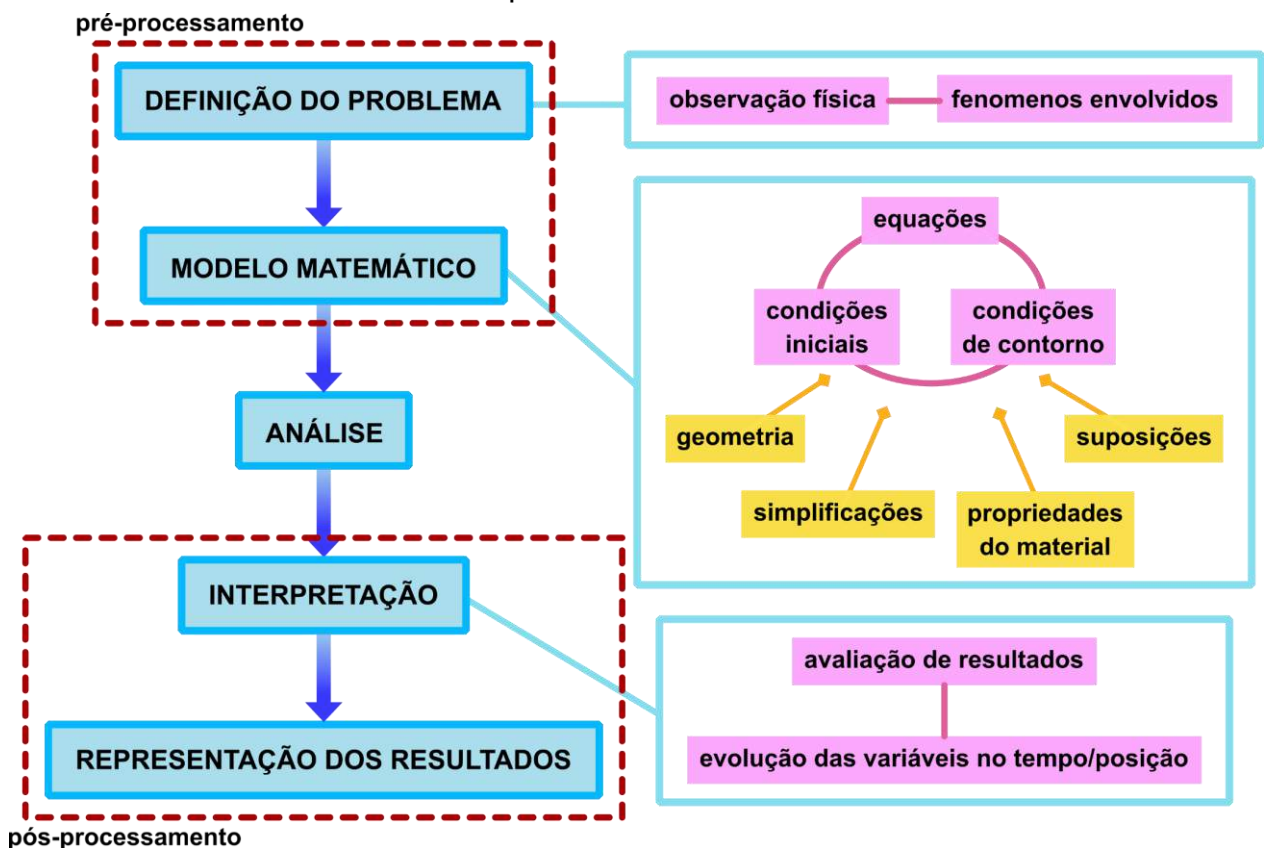 pré-processamento
DEFINIÇÃO DO PROBLEMA
observação física
fenomenos envolvidos
MODELO MATEMÁTICO
equações
condições
iniciais
condições
de contorno
geometria
suposições
simplificações
propriedades
do material
ANÁLISE
INTERPRETAÇÃO
avaliação de resultados
evolução das variáveis no tempo/posição
REPRESENTAÇÃO DOS RESULTADOS
pós-processamento